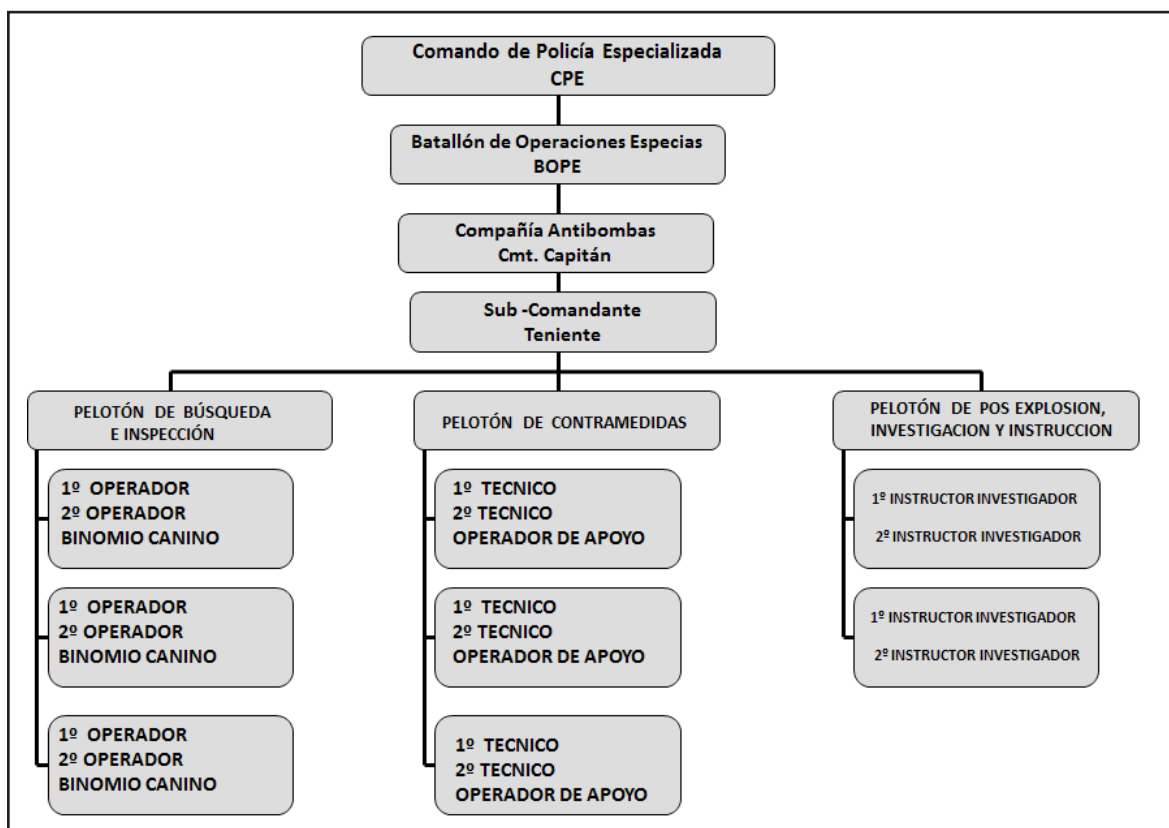 Comando de Policía Especializada
CPE
Batallón de Operaciones Especias
BOPE
Compañía Antibombas
Cmt. Capitán
Sub -Comandante
Teniente
PELOTÓN DE BÚSQUEDA
E INSPECCIÓN
1º OPERADOR
2º OPERADOR
BINOMIO CANINO
1º OPERADOR
2º OPERADOR
BINOMIO CANINO
1º OPERADOR
2º OPERADOR
BINOMIO CANINO
PELOTÓN DE CONTRAMEDIDAS
1º TECNICO
2º TECNICO
OPERADOR DE APOYO
1º TECNICO
2º TECNICO
OPERADOR DE APOYO
1º TECNICO
2º TECNICO
OPERADOR DE APOYO
PELOTÓN DE POS EXPLOSION,
INVESTIGACION Y INSTRUCCION
1º INSTRUCTOR INVESTIGADOR
2º INSTRUCTOR INVESTIGADOR
1º INSTRUCTOR INVESTIGADOR
2º INSTRUCTOR INVESTIGADOR